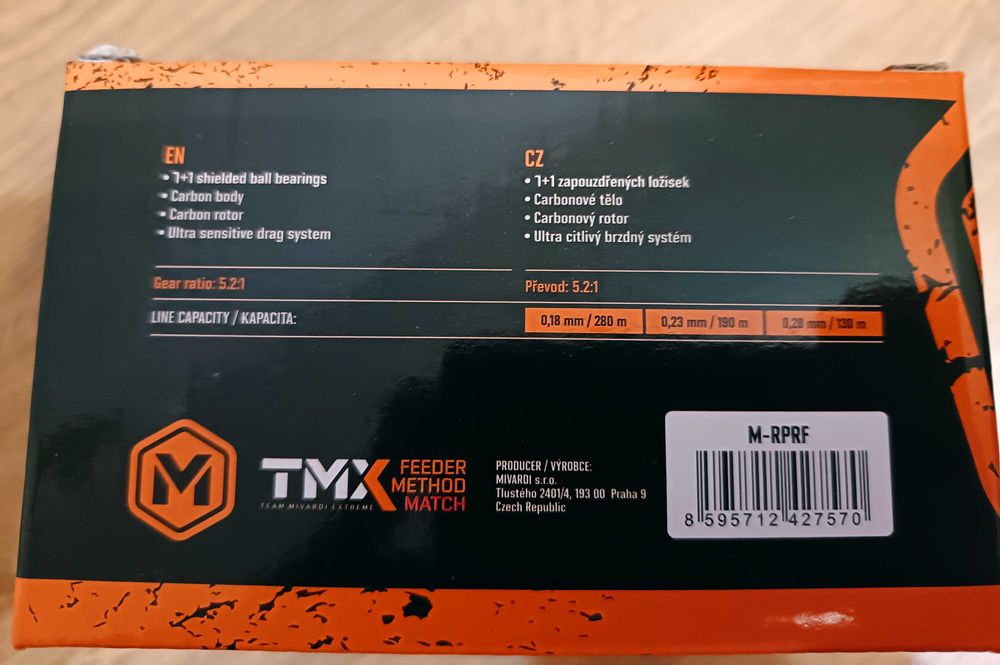 EN
• 7+1 shielded ball bearings
• Carbon body
• Carbon rotor
• Ultra sensitive drag system
CZ
• 7+1 zapouzdřených ložisek
• Carbonové tělo
• Carbonový rotor
• Ultra citlivý brzdný systém
Gear ratio: 5.2:1
Převod: 5.2:1
LINE CAPACITY / KAPACITA:
0,18 mm / 280 m
0,23 mm / 190 m
0,28 mm / 130 m
M
TMX
TEAM MIVARDI EXTREME
FEEDER
METHOD
MATCH
PRODUCER / VÝROBCE:
MIVARDI s.r.o.
Tlustého 2401/4, 193 00 Praha 9
Czech Republic
M-RPRF
8 595712 427570